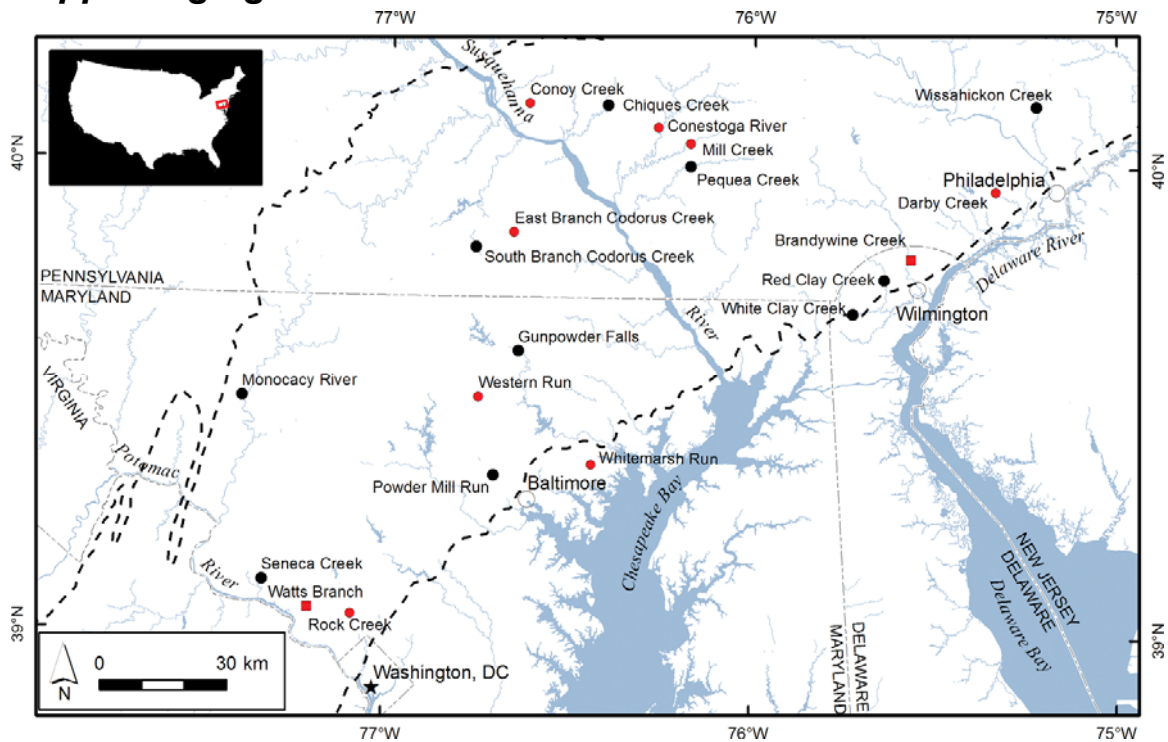 77°W
76°W
75°W
Susquehanna
Conoy Creek
Chiques Creek
Wissahickon Creek
Conestoga River
40°N
Mill Creek
40°N
Pequea Creek
Philadelphia
Darby Creek
East Branch Codorus Creek
Brandywine Creek
South Branch Codorus Creek
Delaware River
PENNSYLVANIA
MARYLAND
Red Clay Creek
White Clay Creek
Wilmington
River
Gunpowder Falls
Monocacy River
Western Run
VIRGINIA
Potomac
Whitemarsh Run
Powder Mill Run
Baltimore
Chesapeake Bay
River
Seneca Creek
Watts Branch
Rock Creek
NEW JERSEY
DELAWARE
Delaware Bay
39°N
39°N
MARYLAND
DELAWARE
0 30 km
N
Washington, DC
77°W
76°W
75°W